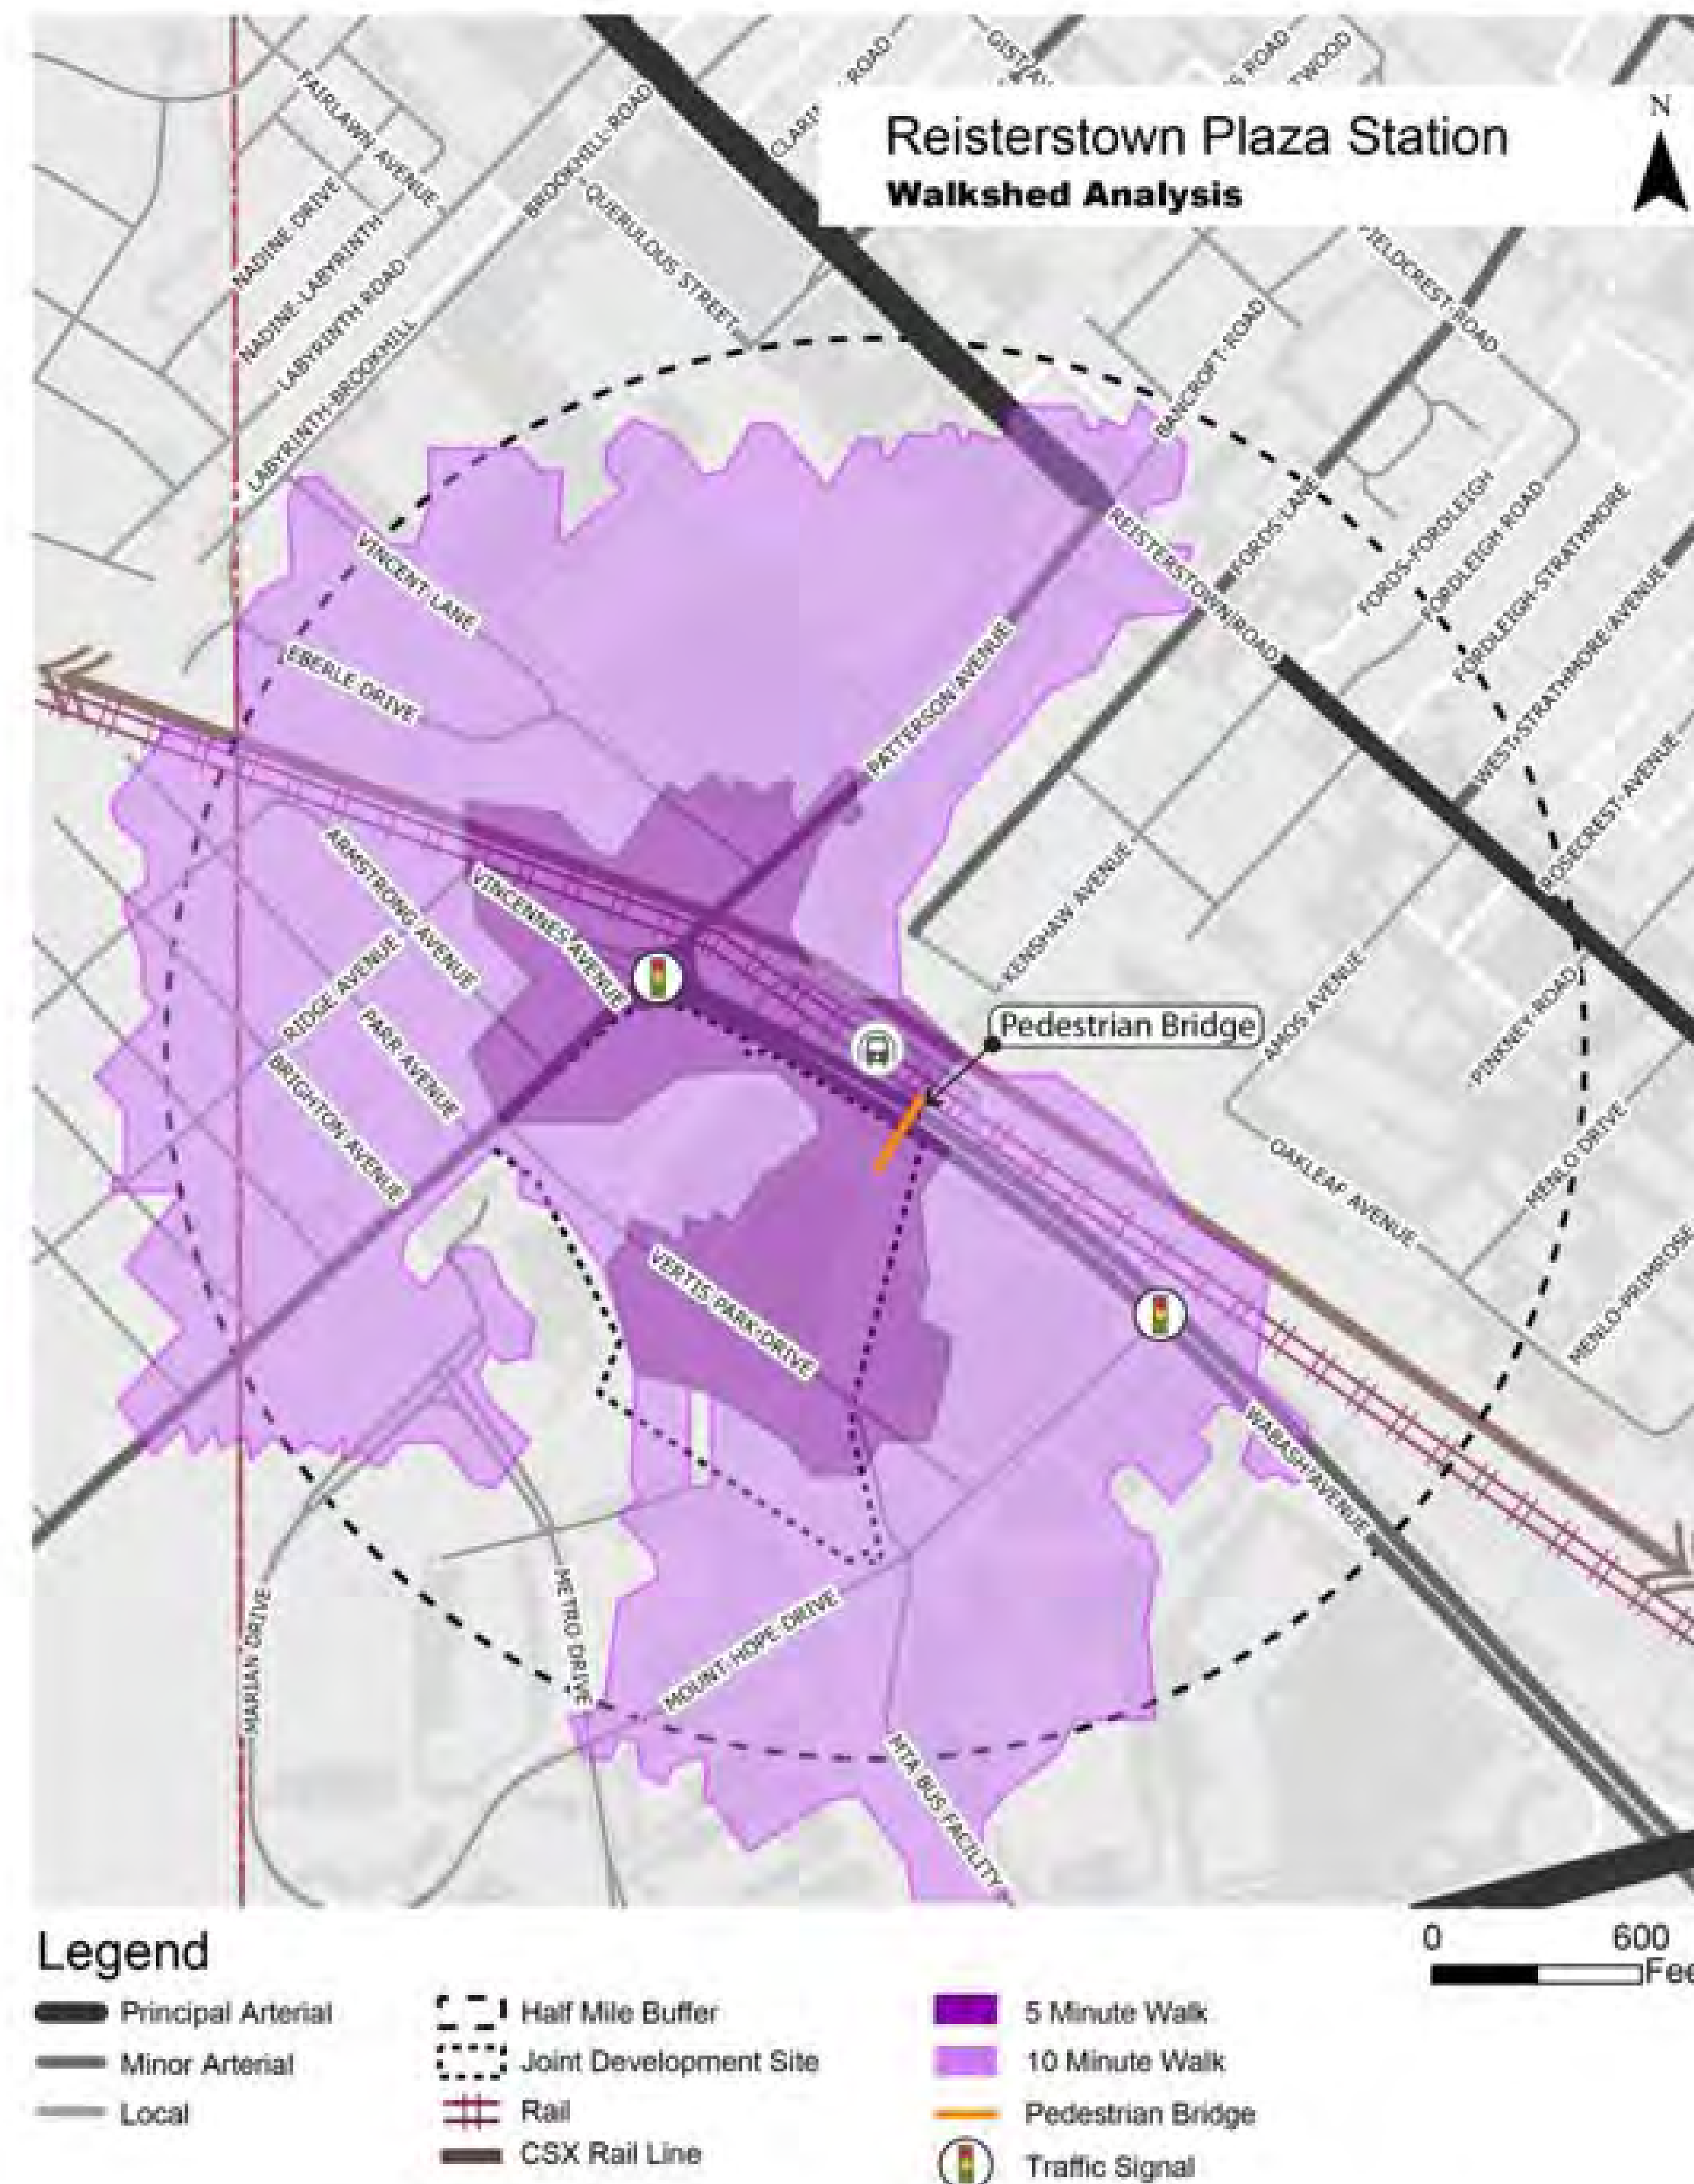 Reisterstown Plaza Station
Walkshed Analysis
N
FAIRLAWN AVENUE
NADINE DRIVE
NADINE-LABYRINTH
LABYRINTH ROAD
LABYRINTH-BROOKHILL
BROOKHILL ROAD
QUERULOUS STREET
ROAD
ROAD
FIELDCREST ROAD
BANCROFT ROAD
FORDS LANE
FORDS-FORDLEIGH
FORDLEIGH ROAD
FORDLEIGH-STRATHMORE
WEST STRATHMORE AVENUE
ROSECREST AVENUE
REISTERSTOWN ROAD
VINCENT LANE
EBERLE DRIVE
PATTERSON AVENUE
ARMSTRONG AVENUE
VINCENNES AVENUE
RIDGE AVENUE
PARR AVENUE
BRIGHTON AVENUE
KENSHAW AVENUE
Pedestrian Bridge
AMOS AVENUE
PINKNEY ROAD
MENLO DRIVE
OAKLEAF AVENUE
MENLO-PRIMROSE
VERTIS PARK DRIVE
WABASH AVENUE
MARIAN DRIVE
METRO DRIVE
MOUNT HOPE DRIVE
MTA BUS FACILITY
Legend
0 600
Fee
Principal Arterial
Minor Arterial
Local
Half Mile Buffer
Joint Development Site
Rail
CSX Rail Line
5 Minute Walk
10 Minute Walk
Pedestrian Bridge
Traffic Signal